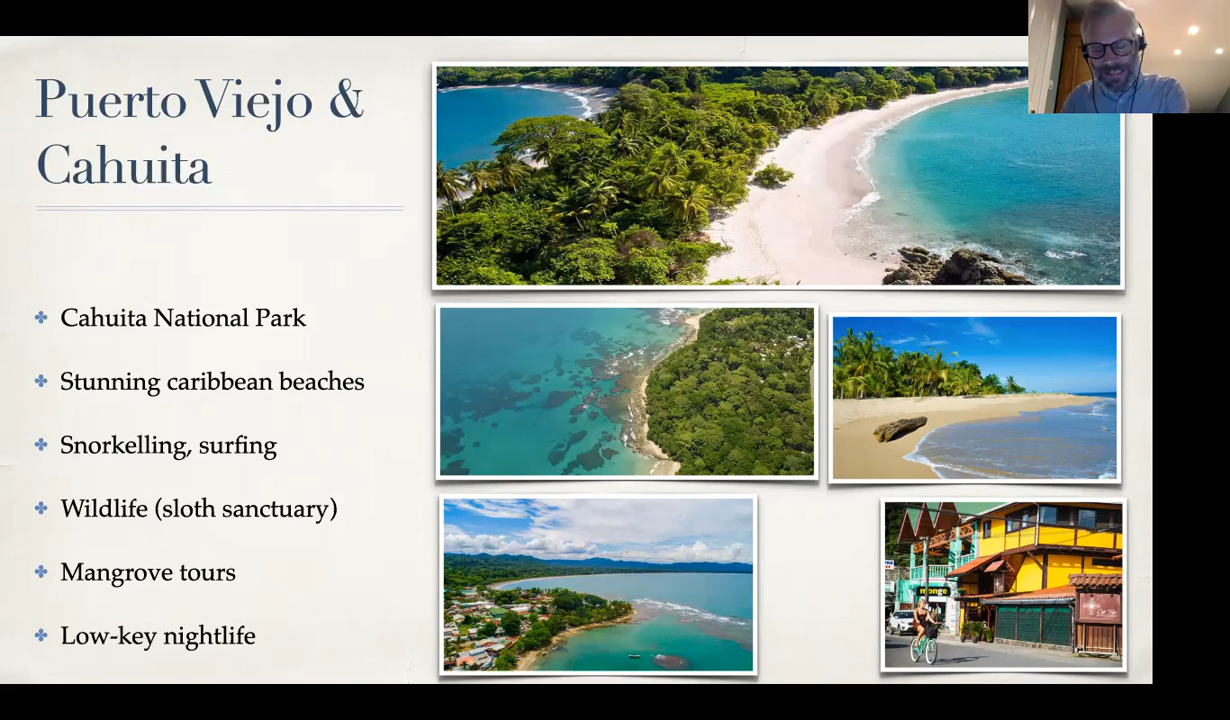 Puerto Viejo &
Cahuita
Cahuita National Park
Stunning caribbean beaches
Snorkelling, surfing
Wildlife (sloth sanctuary)
Mangrove tours
Low-key nightlife
monge